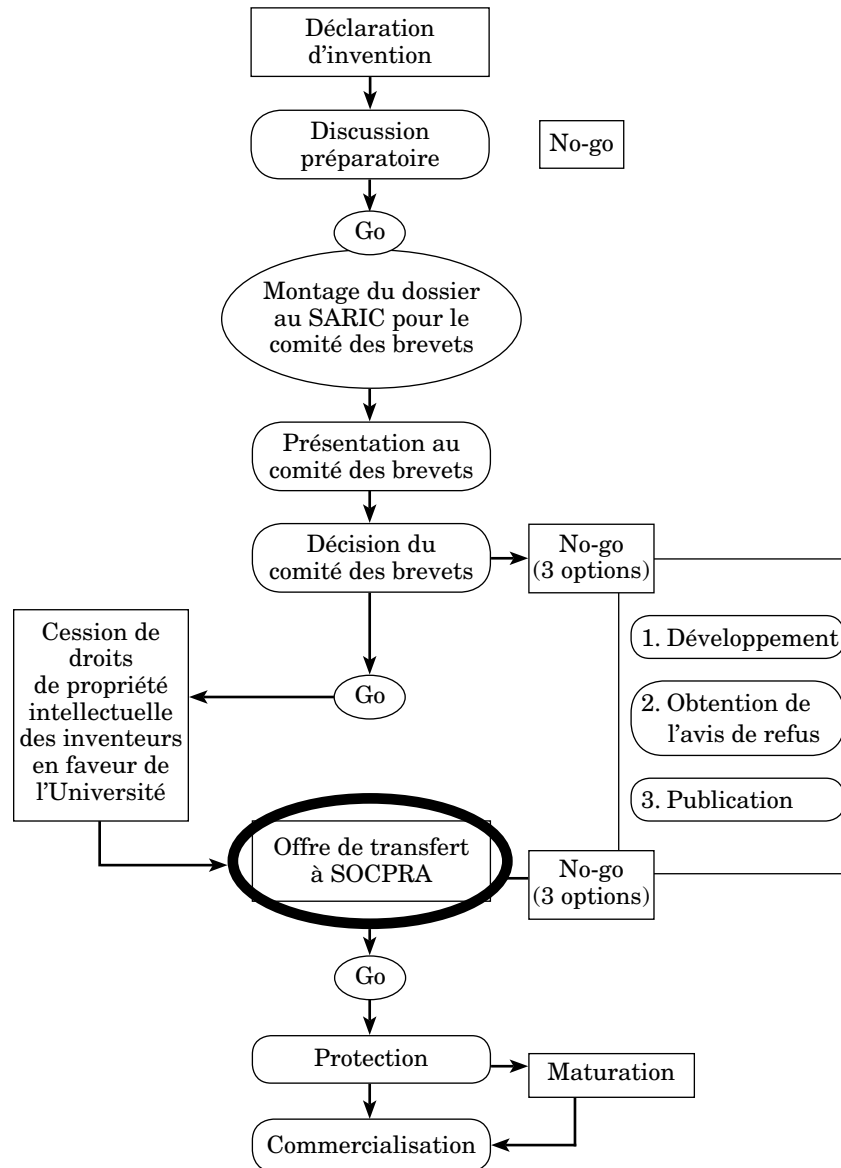 Déclaration
d'invention
Discussion
préparatoire
No-go
Go
Montage du dossier
au SARIC pour le
comité des brevets
Présentation au
comité des brevets
Décision du
comité des brevets
No-go
(3 options)
1. Développement
2. Obtention de
l'avis de refus
3. Publication
Go
Cession de
droits
de propriété
intellectuelle
des inventeurs
en faveur de
l'Université
Offre de transfert
à SOCPRA
No-go
(3 options)
Go
Protection
Maturation
Commercialisation